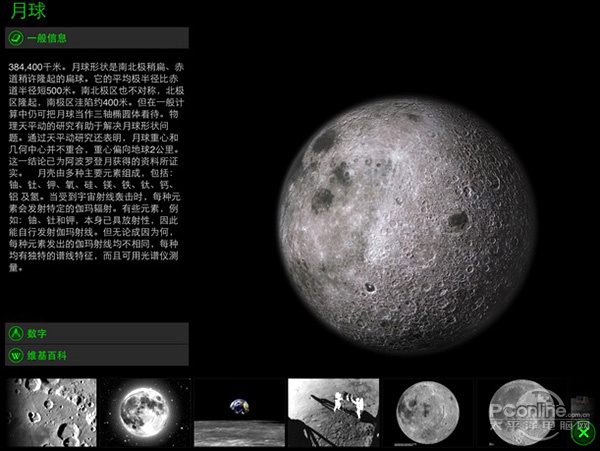 月球
一般信息
384,400千米。月球形状是南北极稍扁、赤
道稍许隆起的扁球。它的平均极半径比赤
道半径短500米。南北极区也不对称，北极
区隆起，南极区洼陷约400米。但在一般计
算中仍可把月球当作三轴椭圆体看待。物
理天平动的研究有助于解决月球形状问
题。通过天平动研究还表明，月球重心和
几何中心并不重合，重心偏向地球2公里。
这一结论已为阿波罗登月获得的资料所证
实。 月壳由多种主要元素组成，包括：
铀、钍、钾、氧、硅、镁、铁、钛、钙、
铝 及氢。当受到宇宙射线轰击时，每种元
素会发射特定的伽玛辐射。有些元素，例
如：铀、钍和钾，本身已具放射性，因此
能自行发射伽玛射线。但无论成因为何，
每种元素发出的伽玛射线均不相同，每种
均有独特的谱线特征，而且可用光谱仪测
量。
数字
W 维基百科
PConline.com.cn
太平洋电脑网